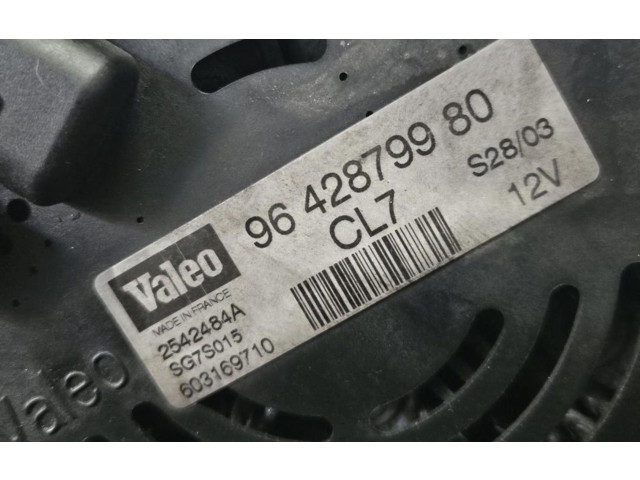 Valeo
MADE IN FRANCE
96 428799 80
CL7
S28/03
12V
2542484A
SG7S015
603169710
Valeo